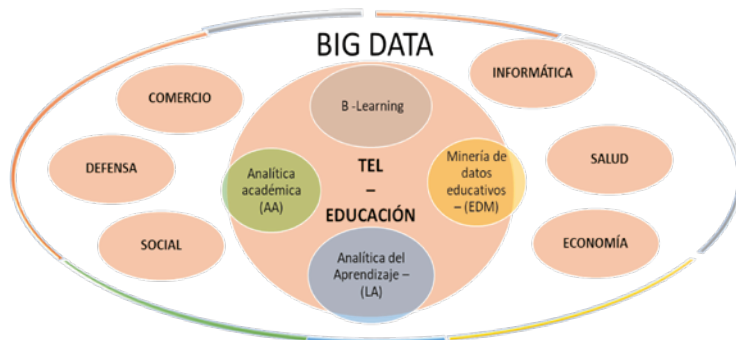 BIG DATA
INFORMÁTICA
COMERCIO
B -Learning
DEFENSA
TEL
–
EDUCACIÓN
Analítica
académica
(AA)
Minería de
datos
educativos
– (EDM)
SALUD
SOCIAL
Analítica del
Aprendizaje –
(LA)
ECONOMÍA